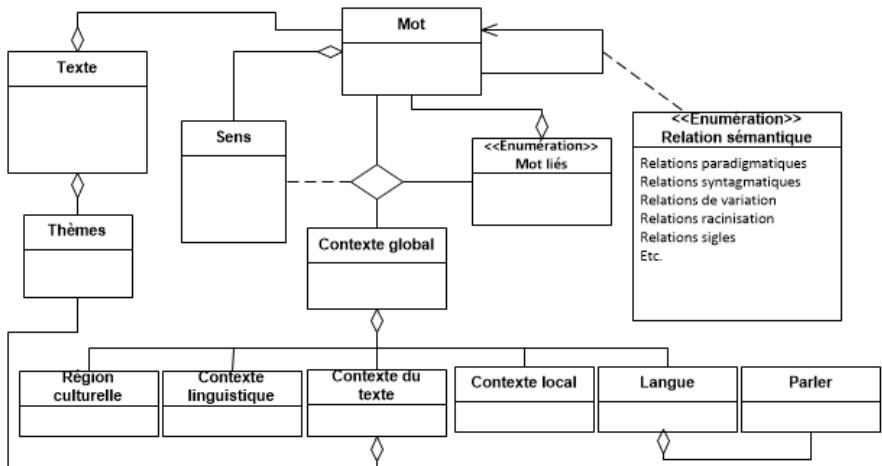 Mot
Texte
Sens
<<Enumération>>
Mot liés
<<Enumération>>
Relation sémantique
Relations paradigmatiques
Relations syntagmatiques
Relations de variation
Relations racinisation
Relations sigles
Etc.
Thèmes
Contexte global
Région
culturelle
Contexte
linguistique
Contexte du
texte
Contexte local
Langue
Parler